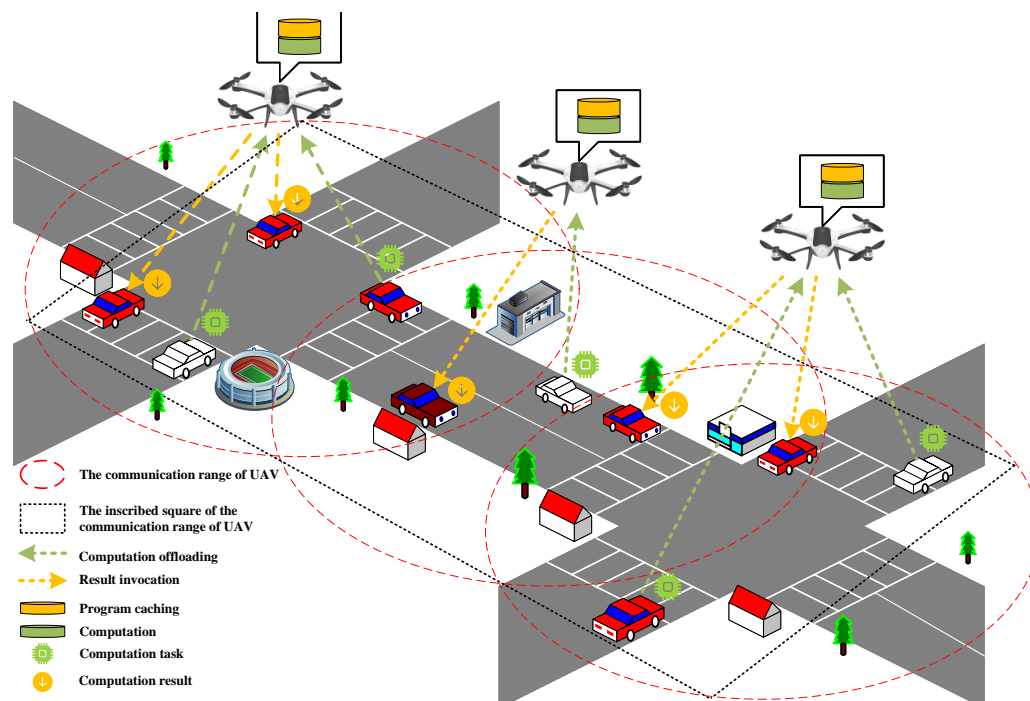 The communication range of UAV
The inscribed square of the
communication range of UAV
Computation offloading
Result invocation
Program caching
Computation
Computation task
Computation result